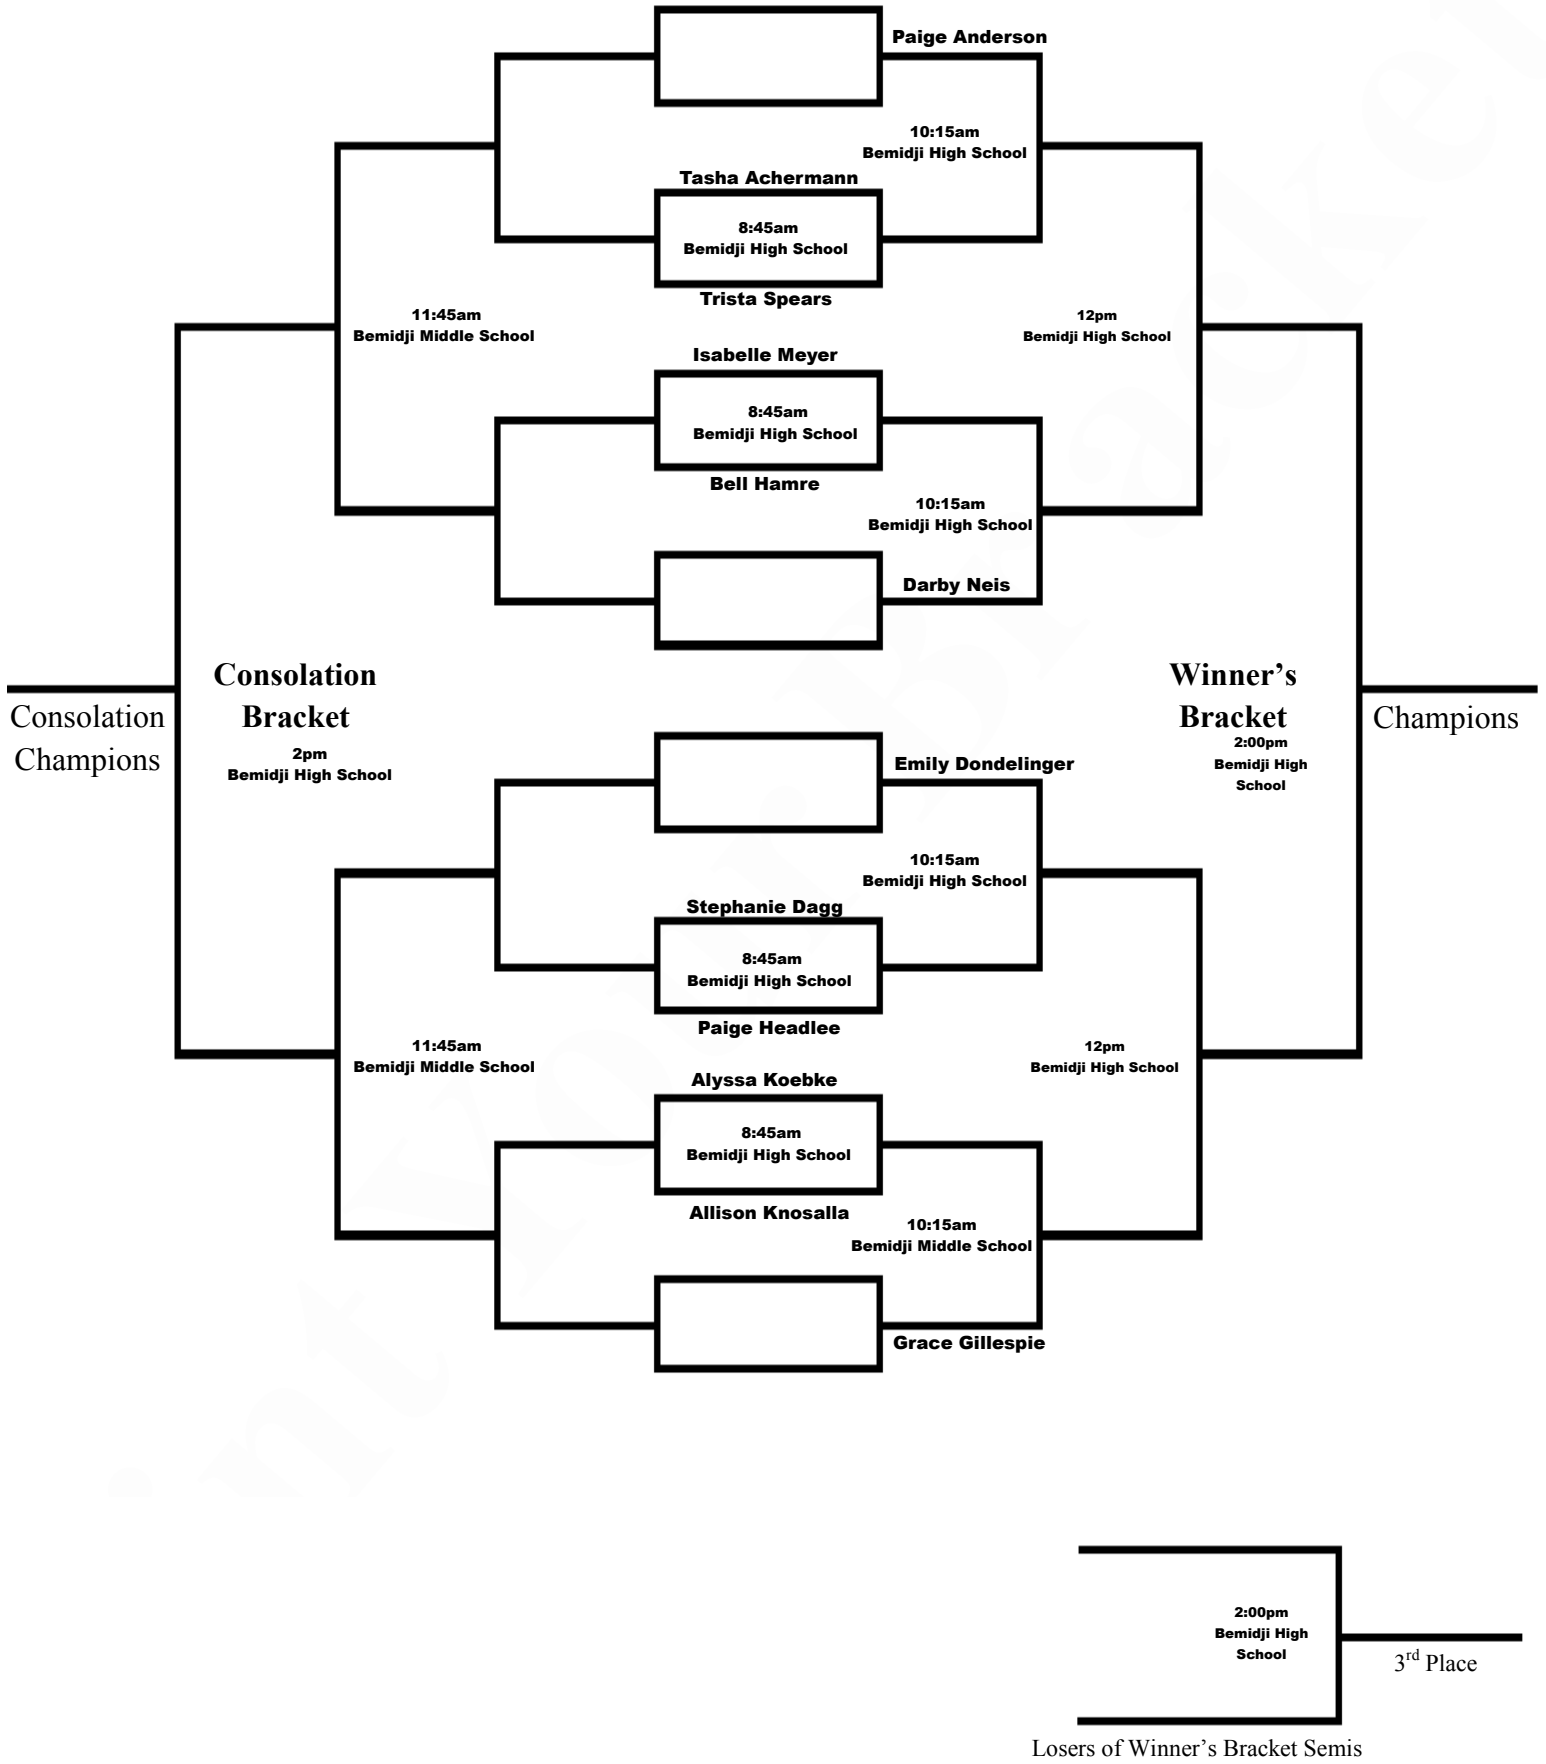 Paige Anderson
10:15am
Bemidji High School
Tasha Achermann
8:45am
Bemidji High School
Trista Spears
11:45am
Bemidji Middle School
12pm
Bemidji High School
Isabelle Meyer
8:45am
Bemidji High School
Bell Hamre
10:15am
Bemidji High School
Darby Neis
Consolation
Bracket
2pm
Bemidji High School
Consolation
Champions
Winner's
Bracket
2:00pm
Bemidji High
School
Champions
Emily Dondelinger
10:15am
Bemidji High School
Stephanie Dagg
8:45am
Bemidji High School
Paige Headlee
11:45am
Bemidji Middle School
12pm
Bemidji High School
Alyssa Koebke
8:45am
Bemidji High School
Allison Knosalla
10:15am
Bemidji Middle School
Grace Gillespie
2:00pm
Bemidji High
School
3rd Place
Losers of Winner's Bracket Semis